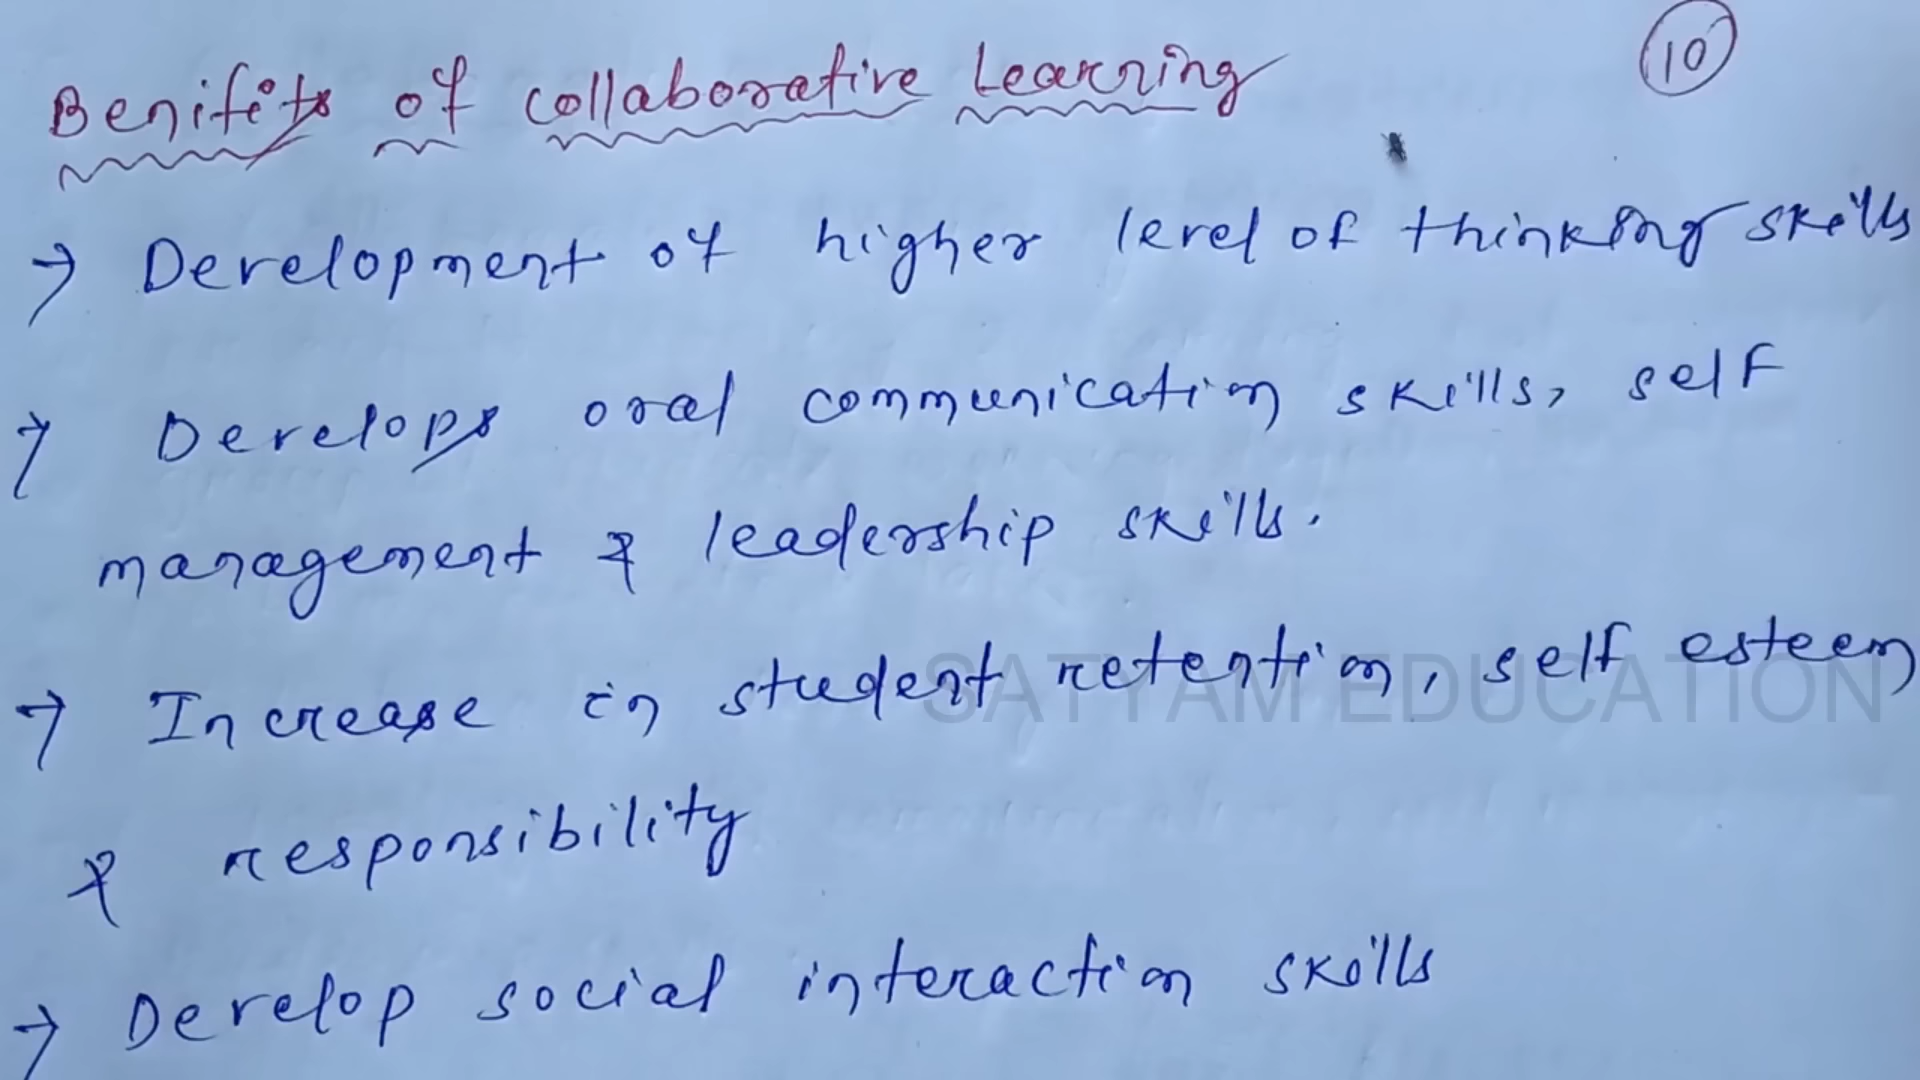 Benifits of collaborative Learning
10
→ Development of higher level of thinking skills
→ Develops oral communication skills, self
management & leadership skills.
→ Increase in student retention, self esteem
SATYAM EDUCATION
& responsibility
→ Develop social interaction skills